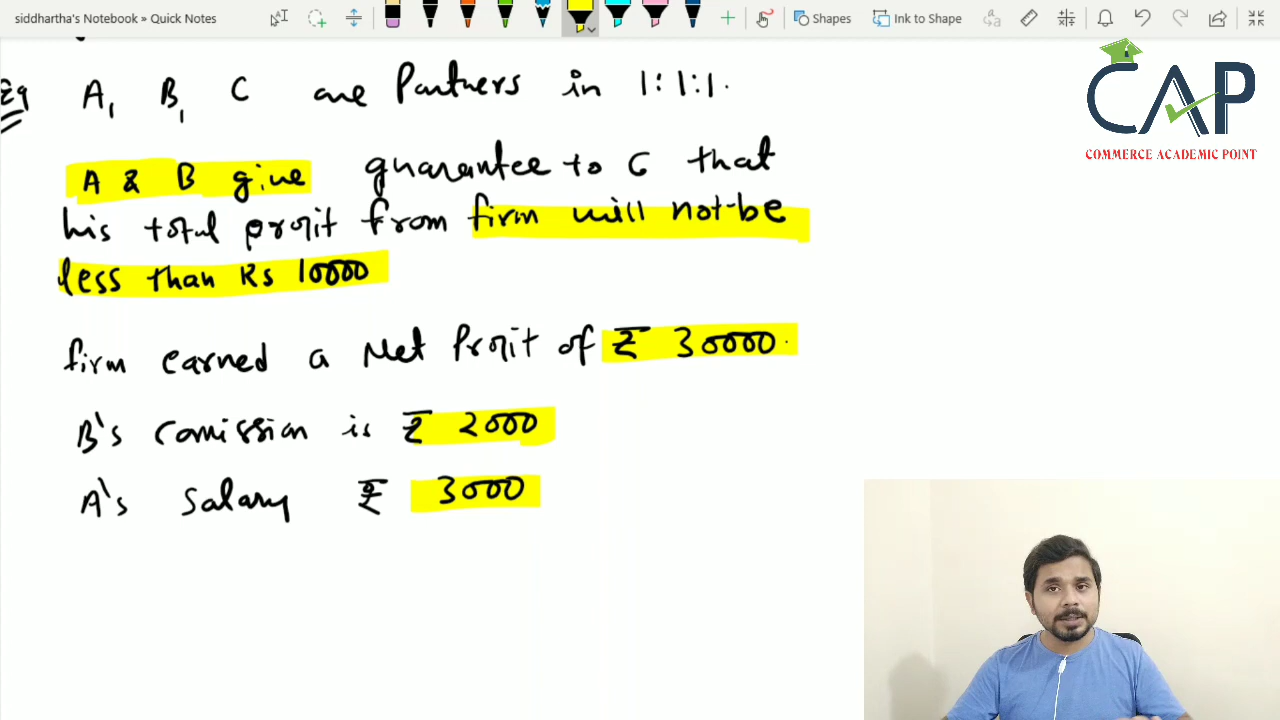 siddhartha's Notebook » Quick Notes
Shapes
Ink to Shape
CAP
COMMERCE ACADEMIC POINT
Eg A, B, C are Partners in 1:1:1.
A & B give guarantee to C that
his total profit from firm will not be
less than Rs 10000
firm earned a Net Profit of ₹ 30000.
B's Comission is ₹ 2000
A's Salary ₹ 3000